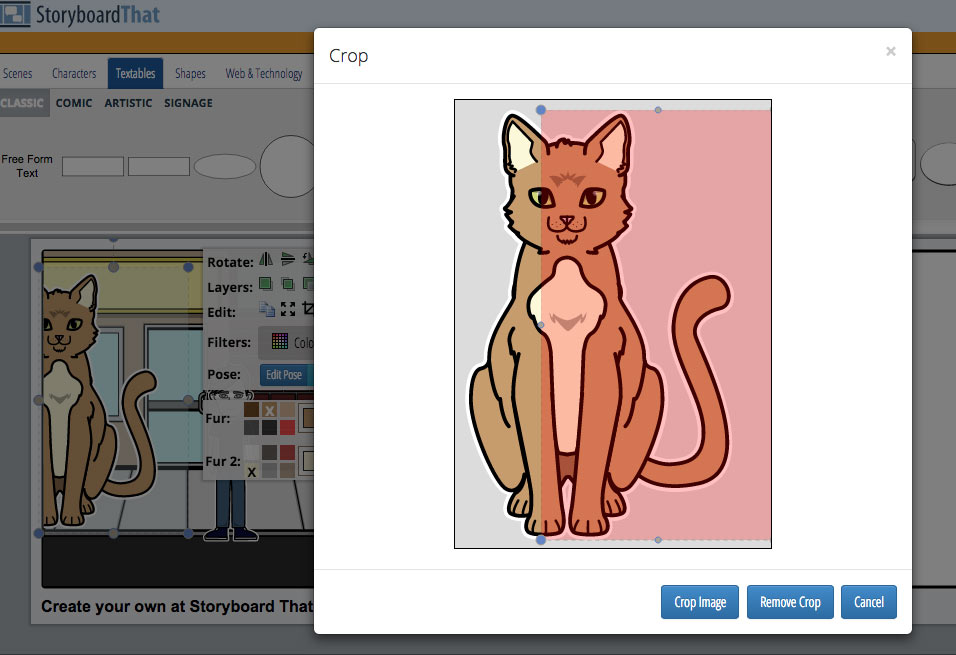 StoryboardThat
Crop
×
Scenes Characters Textables Shapes Web & Technology
CLASSIC COMIC ARTISTIC SIGNAGE
Free Form
Text
Rotate:
Layers:
Edit:
Filters:
Pose: Edit Pose
Fur: X
Fur 2: X
Create your own at Storyboard That
Crop Image Remove Crop Cancel